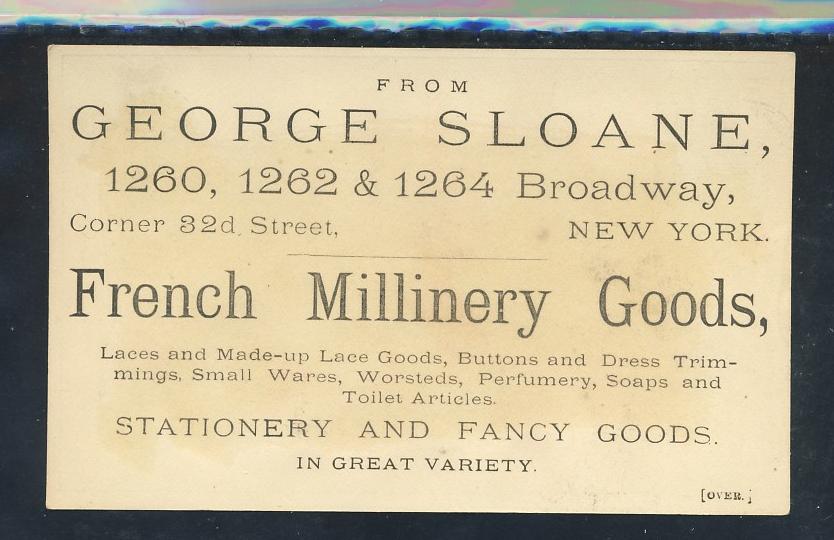 FROM
GEORGE SLOANE,
1260, 1262 & 1264 Broadway,
Corner 32d. Street, NEW YORK.
French Millinery Goods,
Laces and Made-up Lace Goods, Buttons and Dress Trim-
mings, Small Wares, Worsteds, Perfumery, Soaps and
Toilet Articles.
STATIONERY AND FANCY GOODS.
IN GREAT VARIETY.
[OVER.]